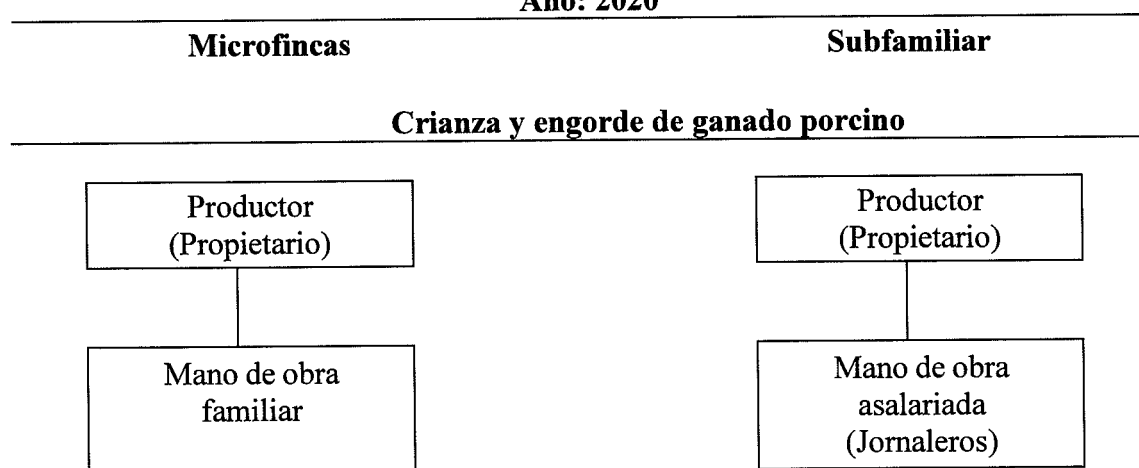 Año: 2020
Microfincas Subfamiliar
Crianza y engorde de ganado porcino
Productor
(Propietario)
Productor
(Propietario)
Mano de obra
familiar
Mano de obra
asalariada
(Jornaleros)